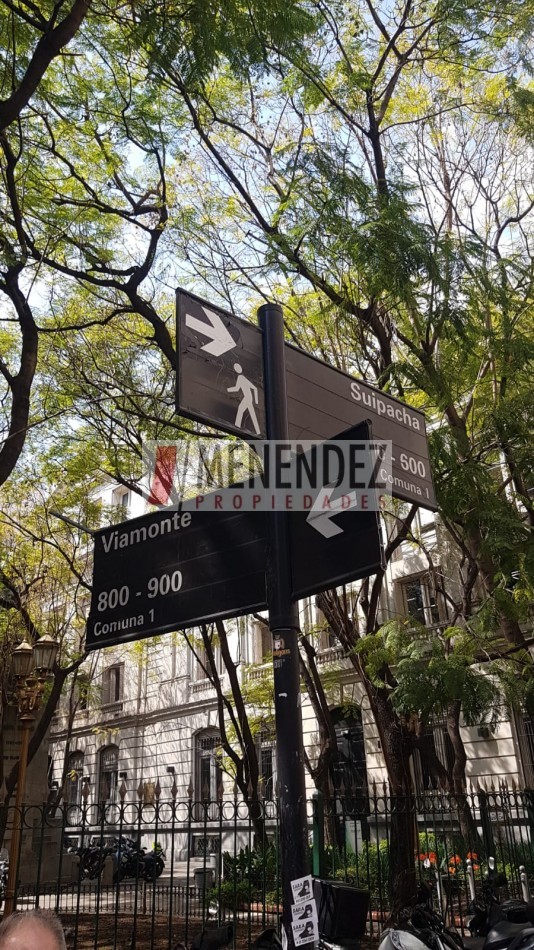 Suipacha
- 600
Comuna 1
MENENDEZ
PROPIEDADES
Viamonte
800 - 900
Comuna 1